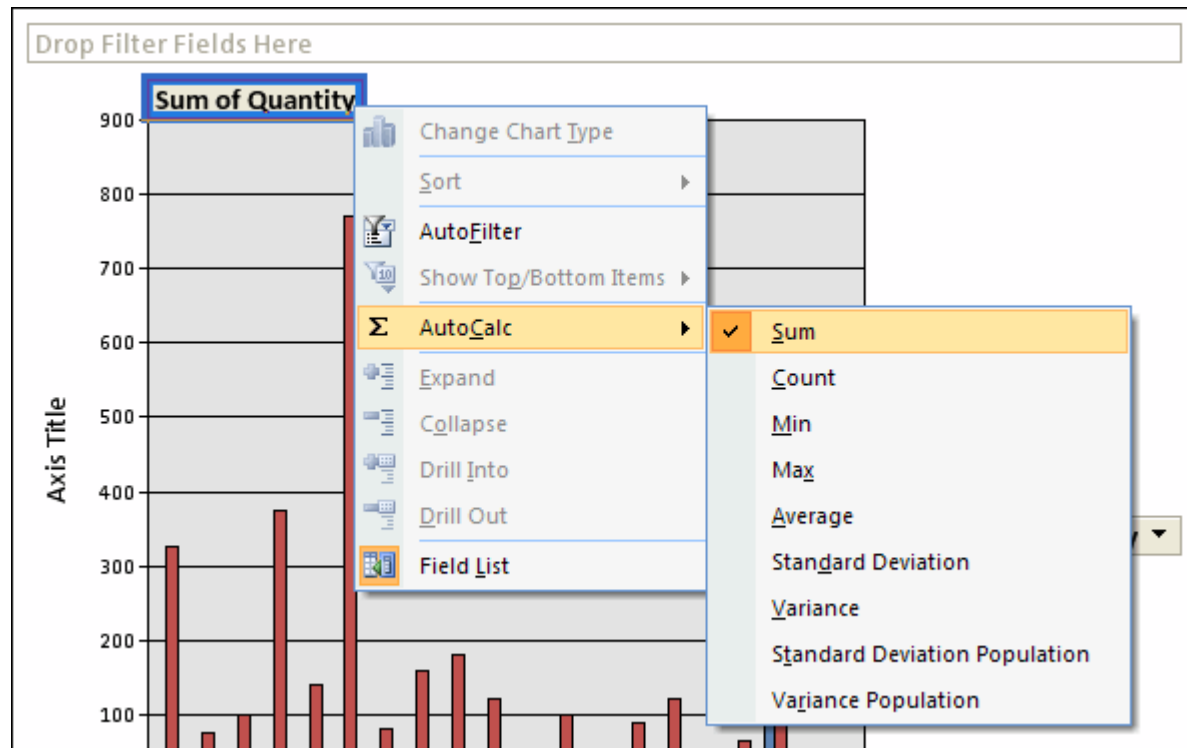 Drop Filter Fields Here
Sum of Quantity
900
800
700
600
500
400
300
200
100
Axis Title
Change Chart Type
Sort
AutoFilter
Show Top/Bottom Items
AutoCalc
Expand
Collapse
Drill Into
Drill Out
Field List
Sum
Count
Min
Max
Average
Standard Deviation
Variance
Standard Deviation Population
Variance Population